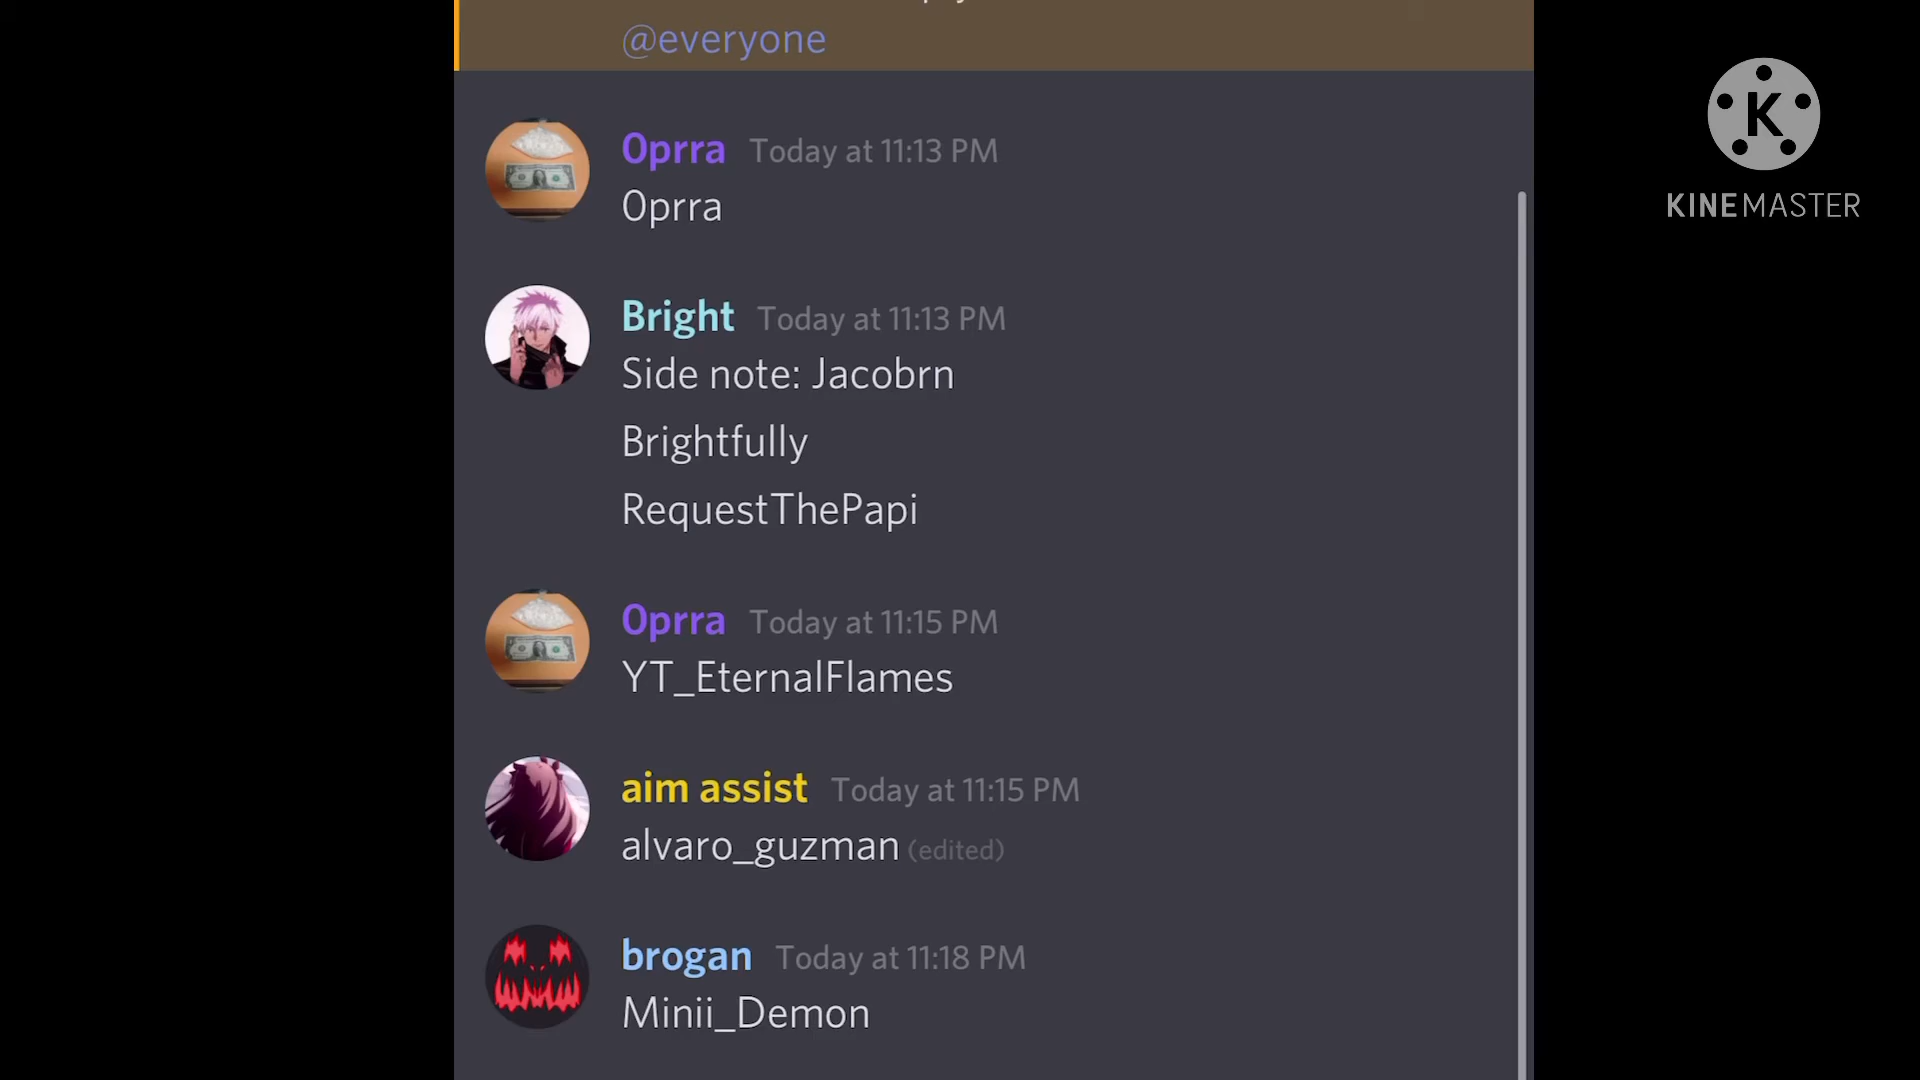 @everyone
Oprra Today at 11:13 PM
Oprra
Bright Today at 11:13 PM
Side note: Jacobrn
Brightfully
RequestThePapi
Oprra Today at 11:15 PM
YT_EternalFlames
aim assist Today at 11:15 PM
alvaro_guzman (edited)
brogan Today at 11:18 PM
Minii_Demon
K
KINEMASTER